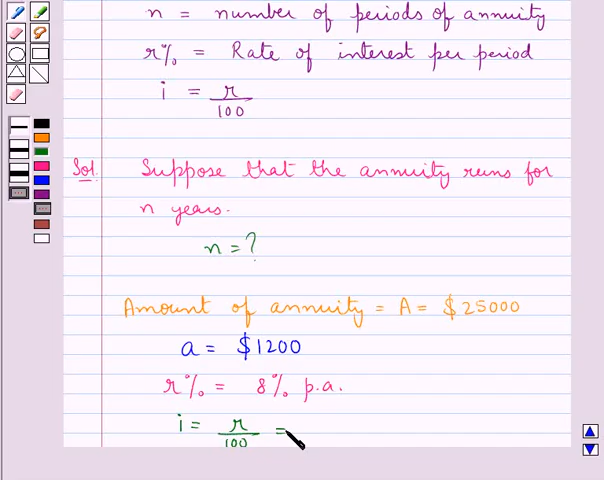 n = number of periods of annuity
r% = Rate of interest per period
i = r/100
Sol. Suppose that the annuity runs for
n years.
n = ?
Amount of annuity = A = $25000
a = $1200
r% = 8% p.a.
i = r/100 =